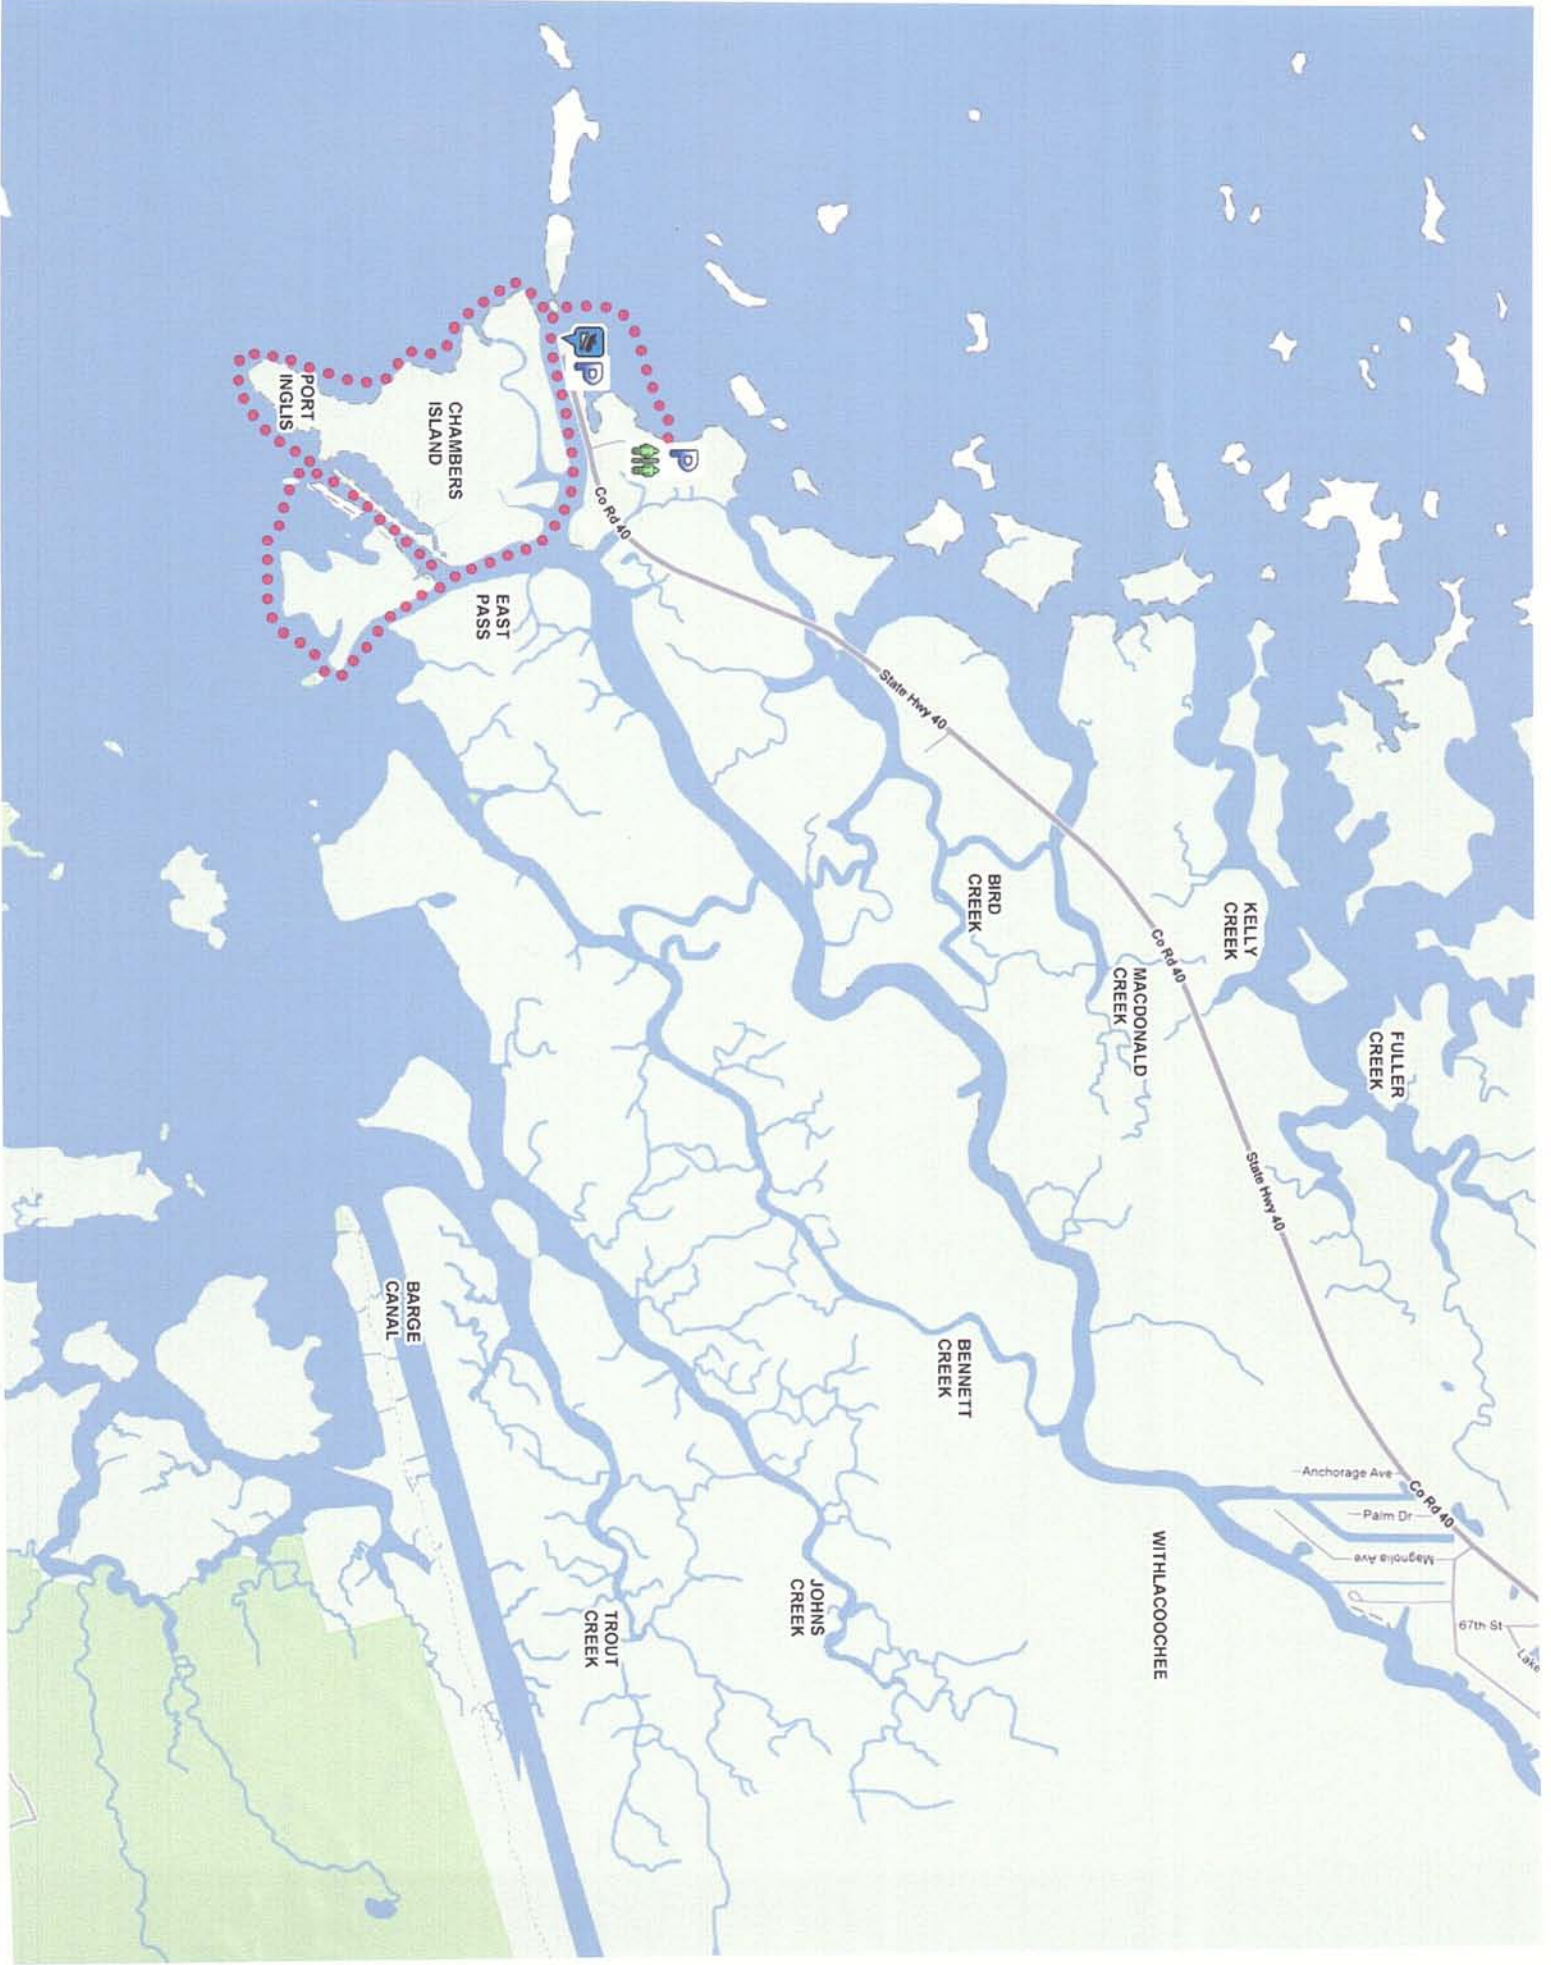 FULLER
CREEK
KELLY
CREEK
MACDONALD
CREEK
BIRD
CREEK
Co Rd 40
State Hwy 40
Co Rd 40
State Hwy 40
Co Rd 40
Anchorage Ave
Palm Dr
Magnolia Ave
67th St
Lake
WITHLACOOCHEE
P
P
CHAMBERS
ISLAND
PORT
INGLIS
EAST
PASS
BENNETT
CREEK
JOHNS
CREEK
TROUT
CREEK
BARGE
CANAL